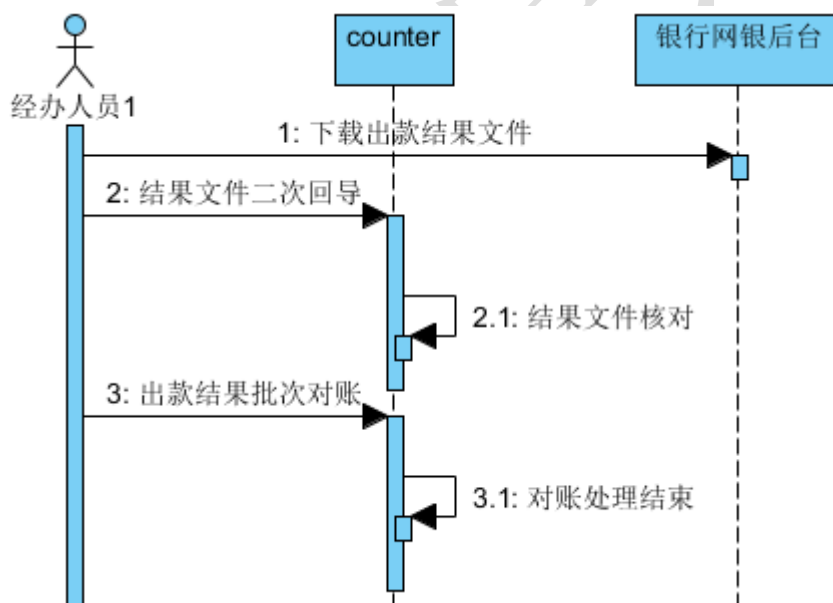 counter
银行网银后台
经办人员1
1: 下载出款结果文件
2: 结果文件二次回导
2.1: 结果文件核对
3: 出款结果批次对账
3.1: 对账处理结束